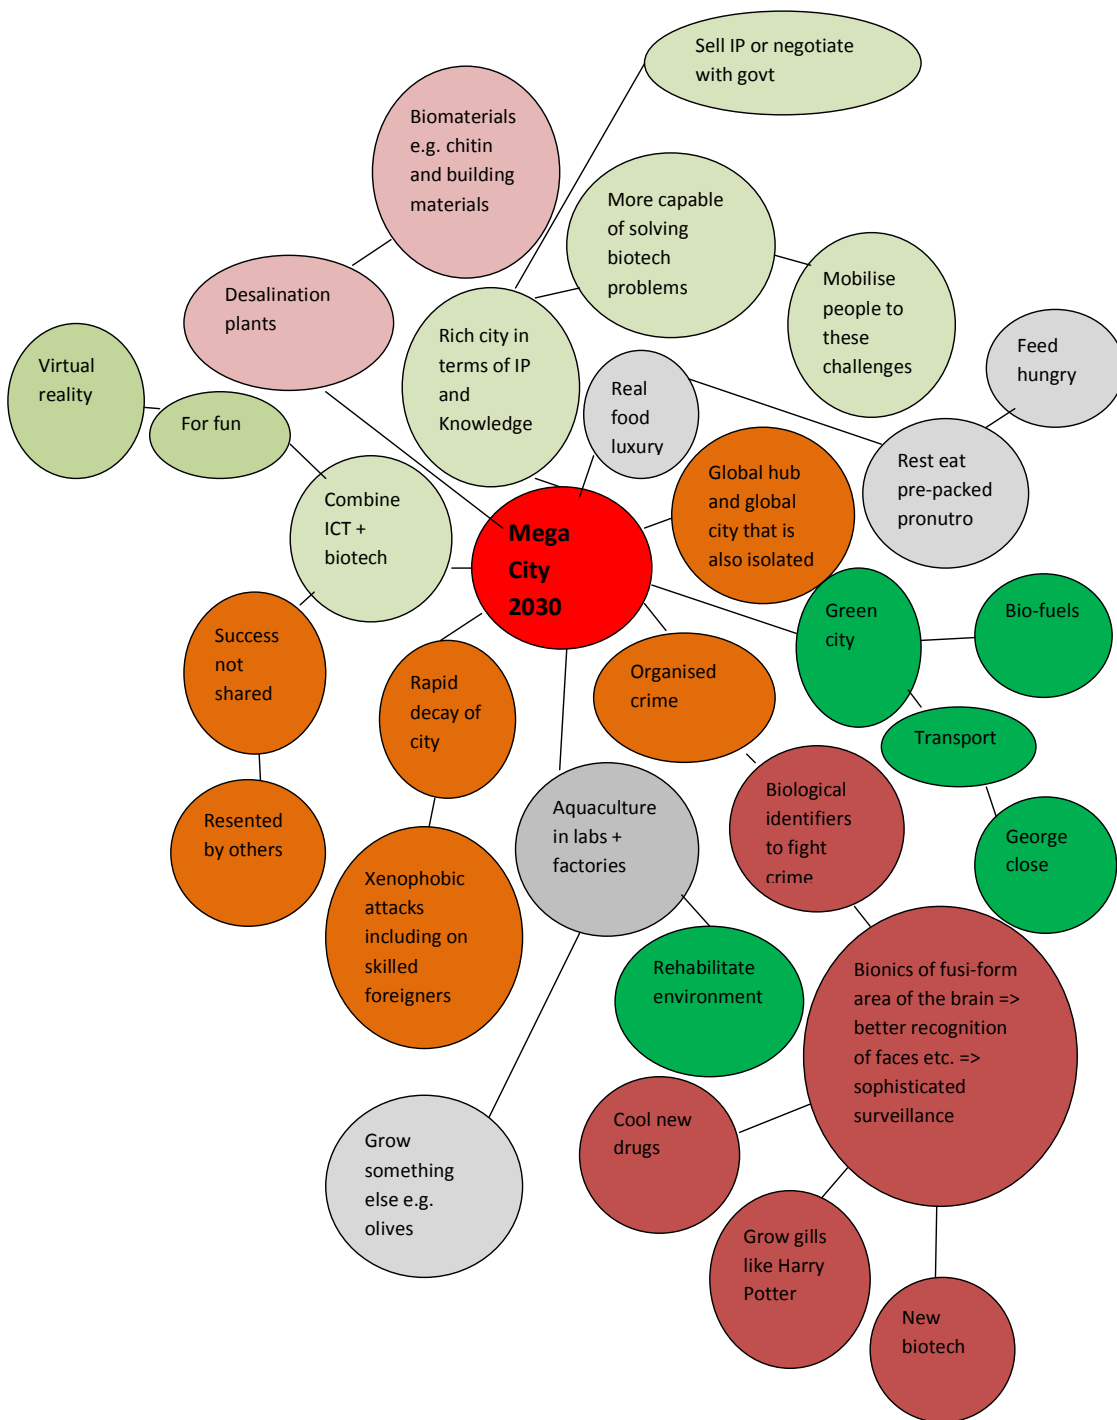 Sell IP or negotiate
with govt
Biomaterials
e.g. chitin
and building
materials
More capable
of solving
biotech
problems
Mobilise
people to
these
challenges
Desalination
plants
Rich city in
terms of IP
and
Knowledge
Feed
hungry
Virtual
reality
Real
food
luxury
For fun
Rest eat
pre-packed
pronutro
Global hub
and global
city that is
also isolated
Combine
ICT +
biotech
Mega
City
2030
Green
city
Bio-fuels
Success
not
shared
Rapid
decay of
city
Organised
crime
Transport
Resented
by others
Aquaculture
in labs +
factories
Biological
identifiers
to fight
crime
George
close
Xenophobic
attacks
including on
skilled
foreigners
Rehabilitate
environment
Bionics of fusi-form
area of the brain =>
better recognition
of faces etc. =>
sophisticated
surveillance
Grow
something
else e.g.
olives
Cool new
drugs
Grow gills
like Harry
Potter
New
biotech